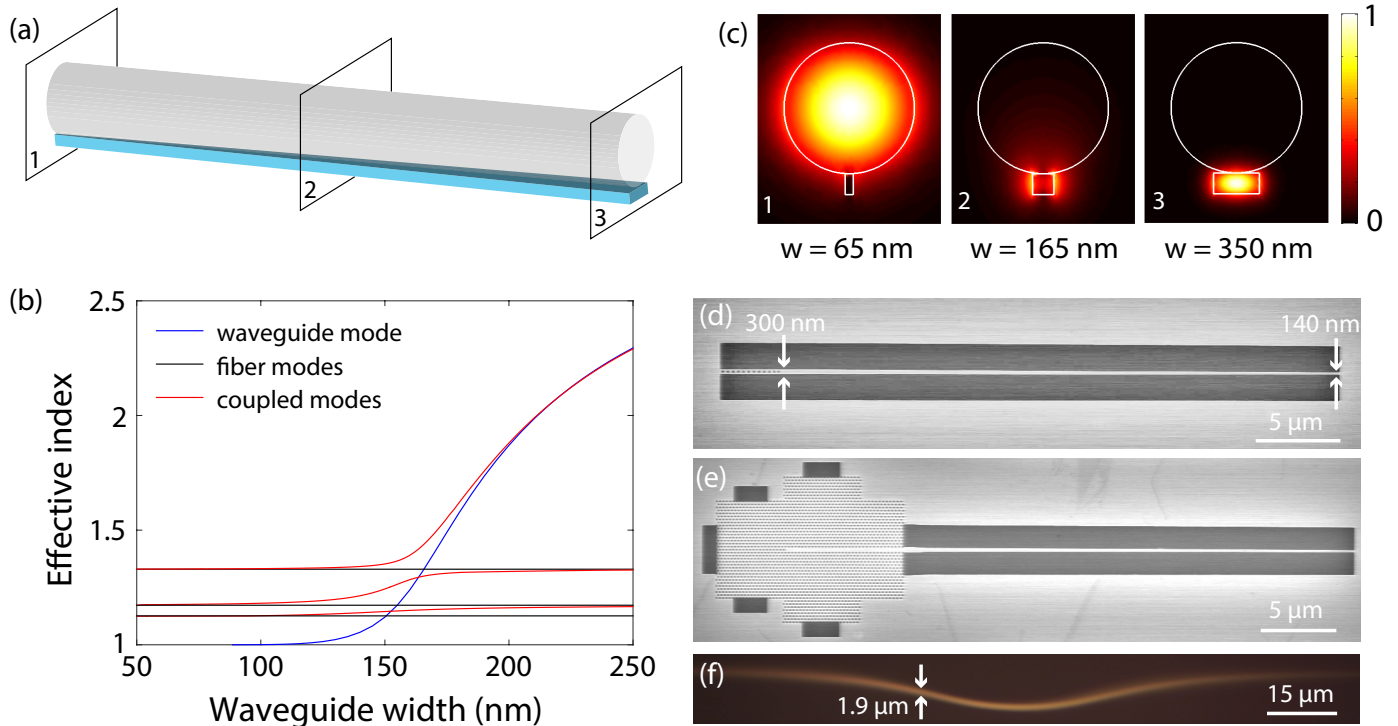 (a)
1
2
3
(c)
1
0
1
2
3
w = 65 nm
w = 165 nm
w = 350 nm
(b)
2.5
2
1.5
1
Effective index
waveguide mode
fiber modes
coupled modes
50
100
150
200
250
Waveguide width (nm)
(d)
300 nm
140 nm
5 µm
(e)
5 µm
(f)
1.9 µm
15 µm